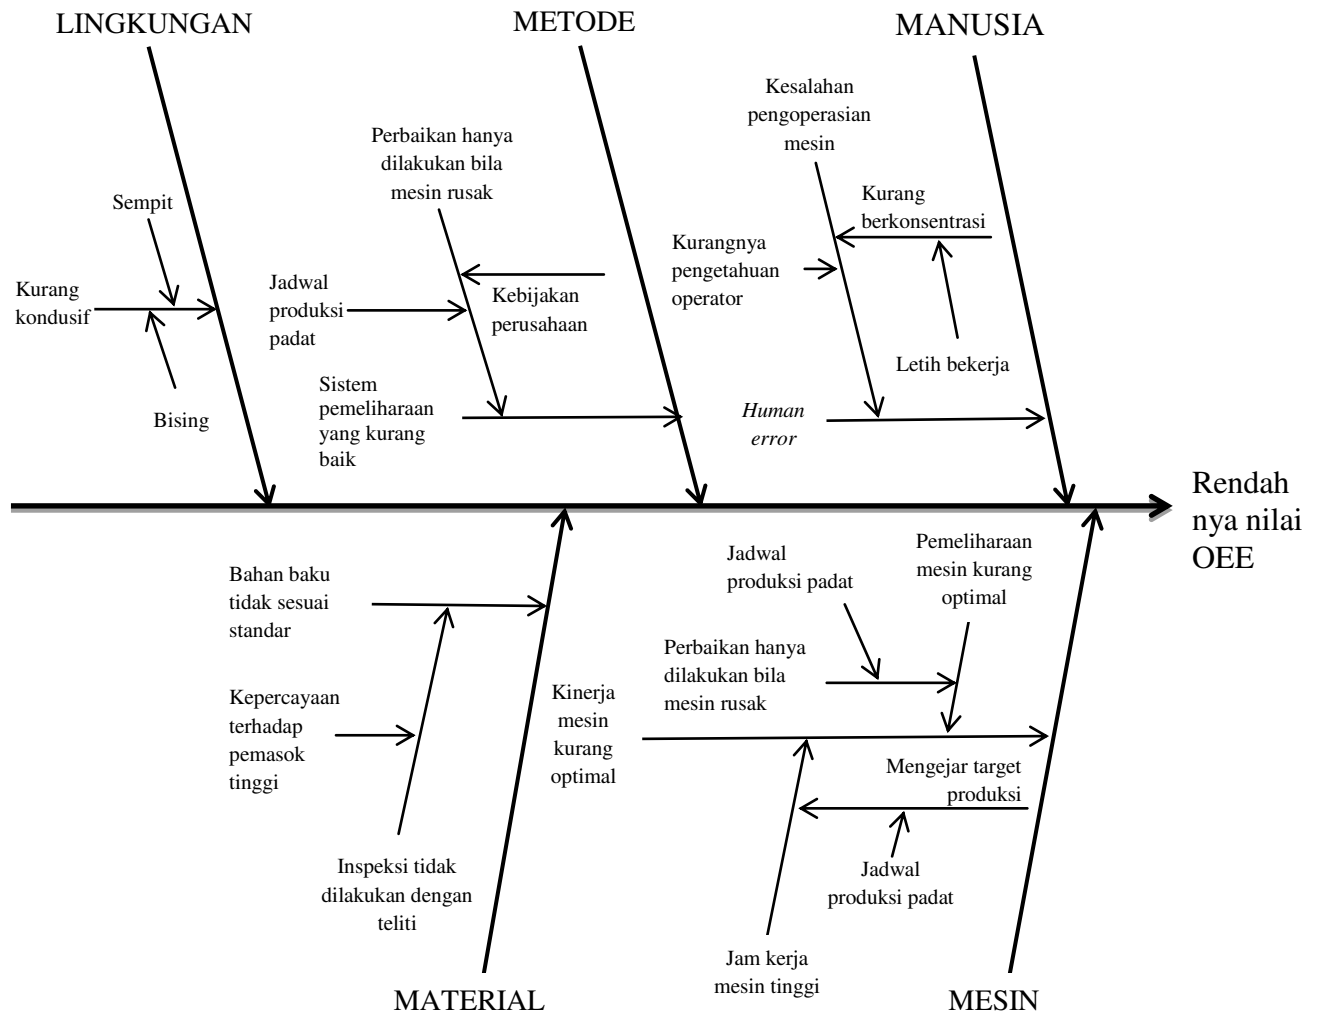 LINGKUNGAN
METODE
MANUSIA
Kesalahan
pengoperasian
mesin
Perbaikan hanya
dilakukan bila
mesin rusak
Sempit
Kurang
berkonsentrasi
Kurangnya
pengetahuan
operator
Kurang
kondusif
Jadwal
produksi
padat
Kebijakan
perusahaan
Letih bekerja
Bising
Sistem
pemeliharaan
yang kurang
baik
Human
error
Rendah
nya nilai
OEE
Bahan baku
tidak sesuai
standar
Jadwal
produksi padat
Pemeliharaan
mesin kurang
optimal
Perbaikan hanya
dilakukan bila
mesin rusak
Kepercayaan
terhadap
pemasok
tinggi
Kinerja
mesin
kurang
optimal
Mengejar target
produksi
Jadwal
produksi padat
Inspeksi tidak
dilakukan dengan
teliti
Jam kerja
mesin tinggi
MATERIAL
MESIN